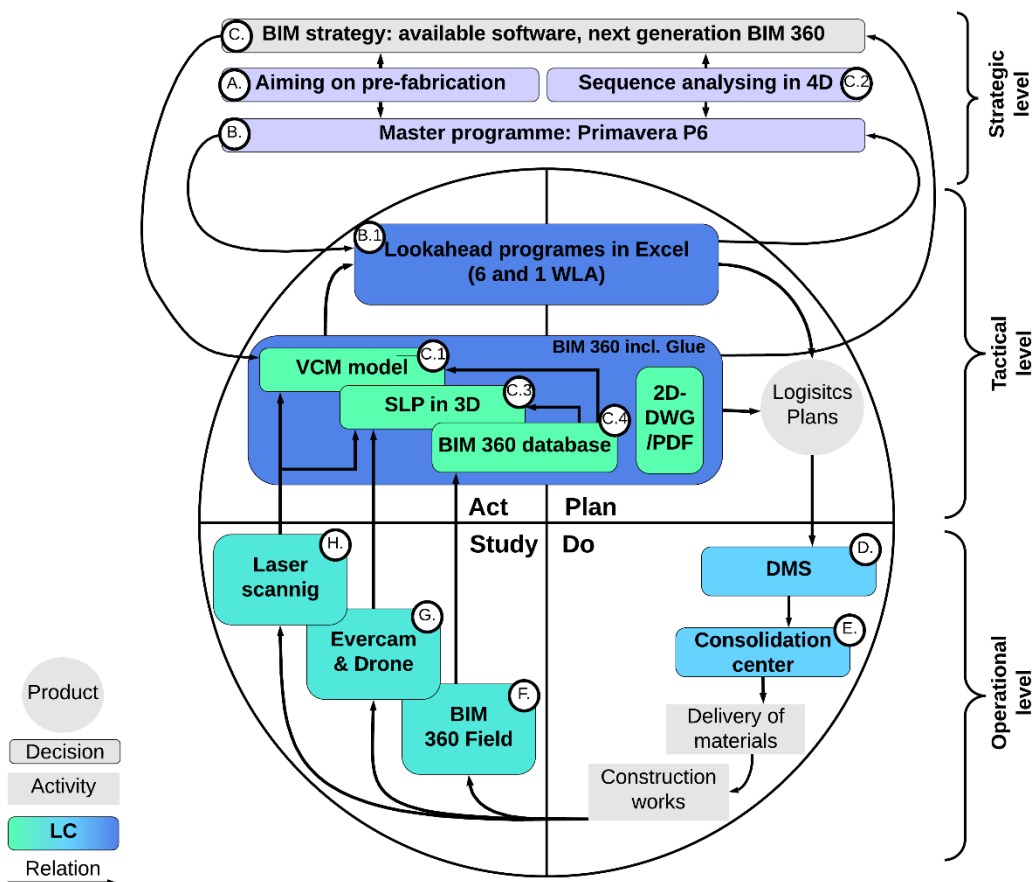 C.
BIM strategy: available software, next generation BIM 360
A.
Aiming on pre-fabrication
Sequence analysing in 4D
C.2
B.
Master programme: Primavera P6
Strategic
level
B.1
Lookahead programes in Excel
(6 and 1 WLA)
BIM 360 incl. Glue
VCM model
C.1
SLP in 3D
C.3
BIM 360 database
C.4
2D-
DWG
/PDF
Logisitcs
Plans
Tactical
level
Act
Plan
Study
Do
H.
Laser
scannig
G.
Evercam
& Drone
F.
BIM
360 Field
DMS
D.
Consolidation
center
E.
Delivery of
materials
Construction
works
Operational
level
Product
Decision
Activity
LC
Relation